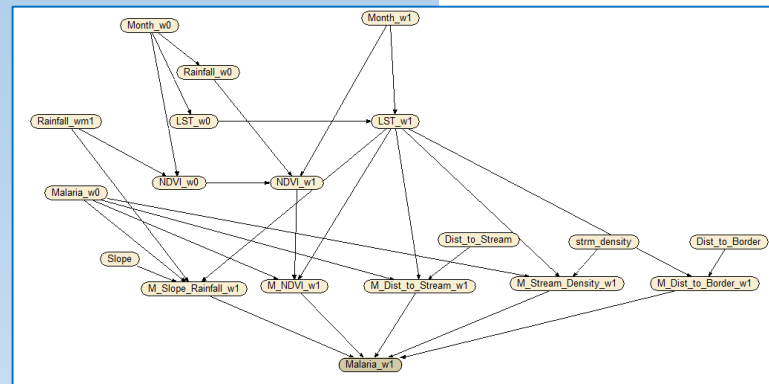 Month_w0
Month_w1
Rainfall_w0
Rainfall_wm1
LST_w0
LST_w1
NDVI_w0
NDVI_w1
Malaria_w0
Dist_to_Stream
strm_density
Dist_to_Border
Slope
M_Slope_Rainfall_w1
M_NDVI_w1
M_Dist_to_Stream_w1
M_Stream_Density_w1
M_Dist_to_Border_w1
Malaria_w1